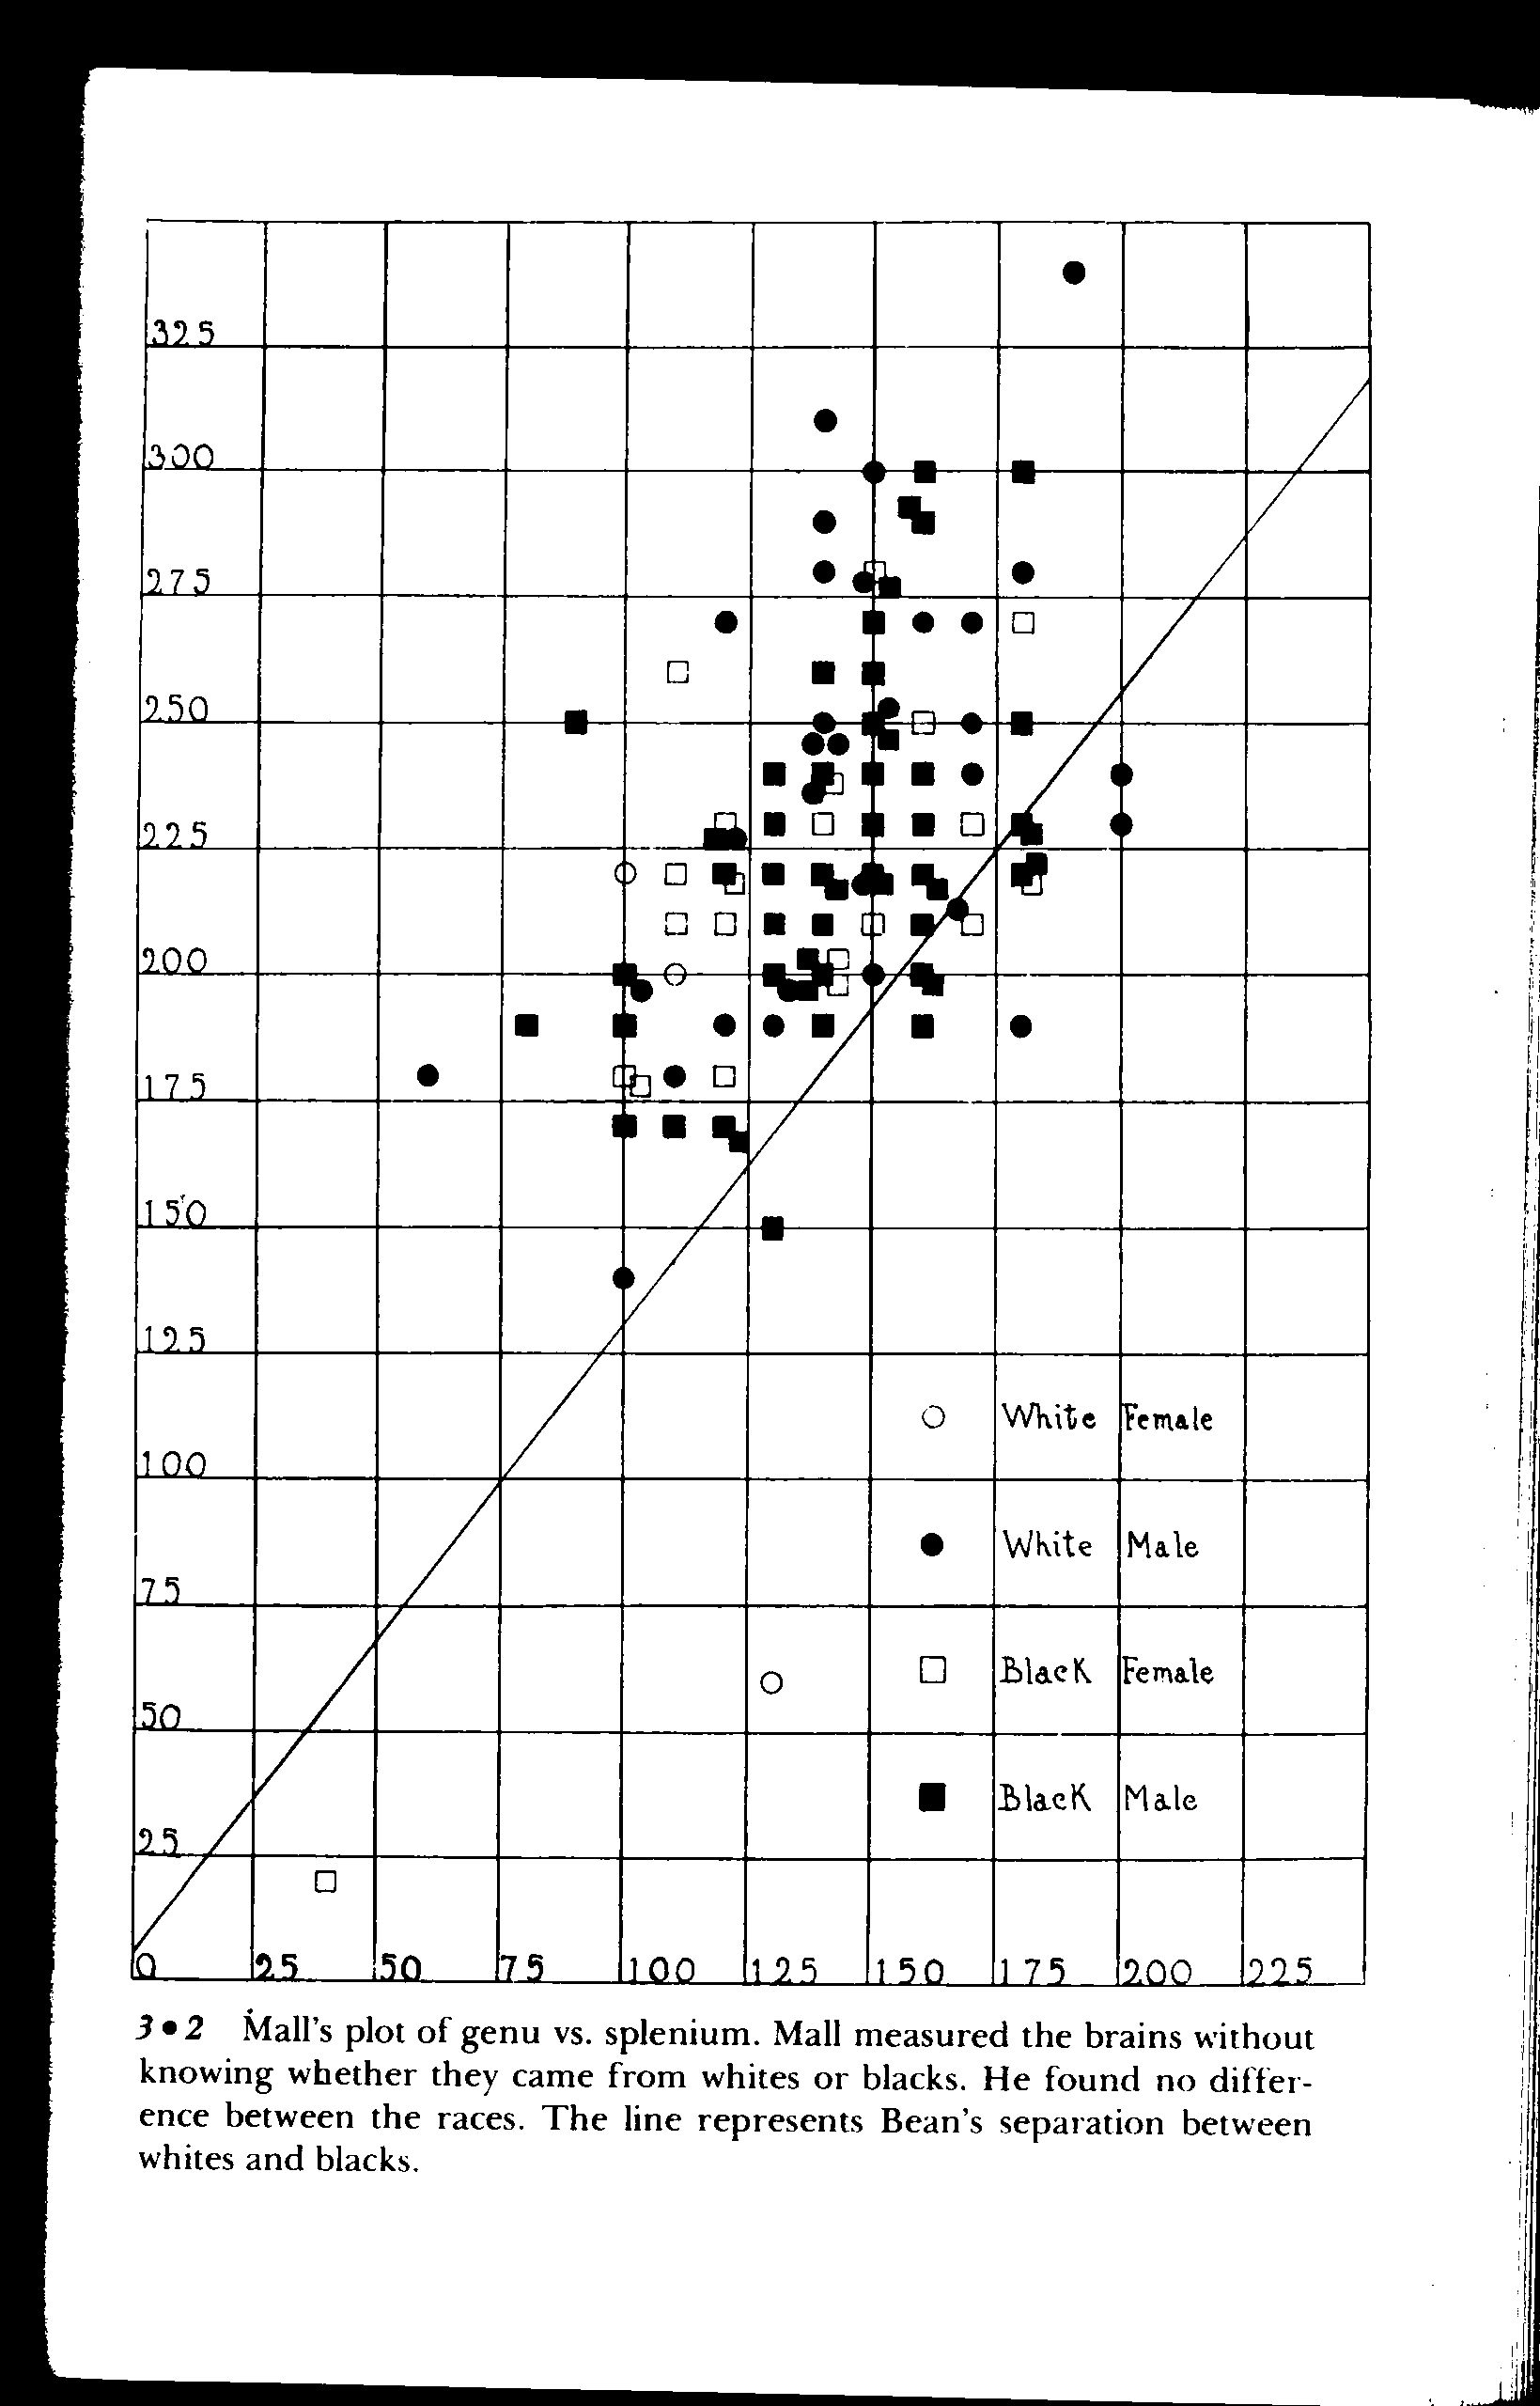 325
300
275
250
225
200
175
150
125
100
75
50
25
0 25 50 75 100 125 150 175 200 225
White Female
White Male
Black Female
Black Male
3•2 Mall's plot of genu vs. splenium. Mall measured the brains without
knowing whether they came from whites or blacks. He found no differ-
ence between the races. The line represents Bean's separation between
whites and blacks.